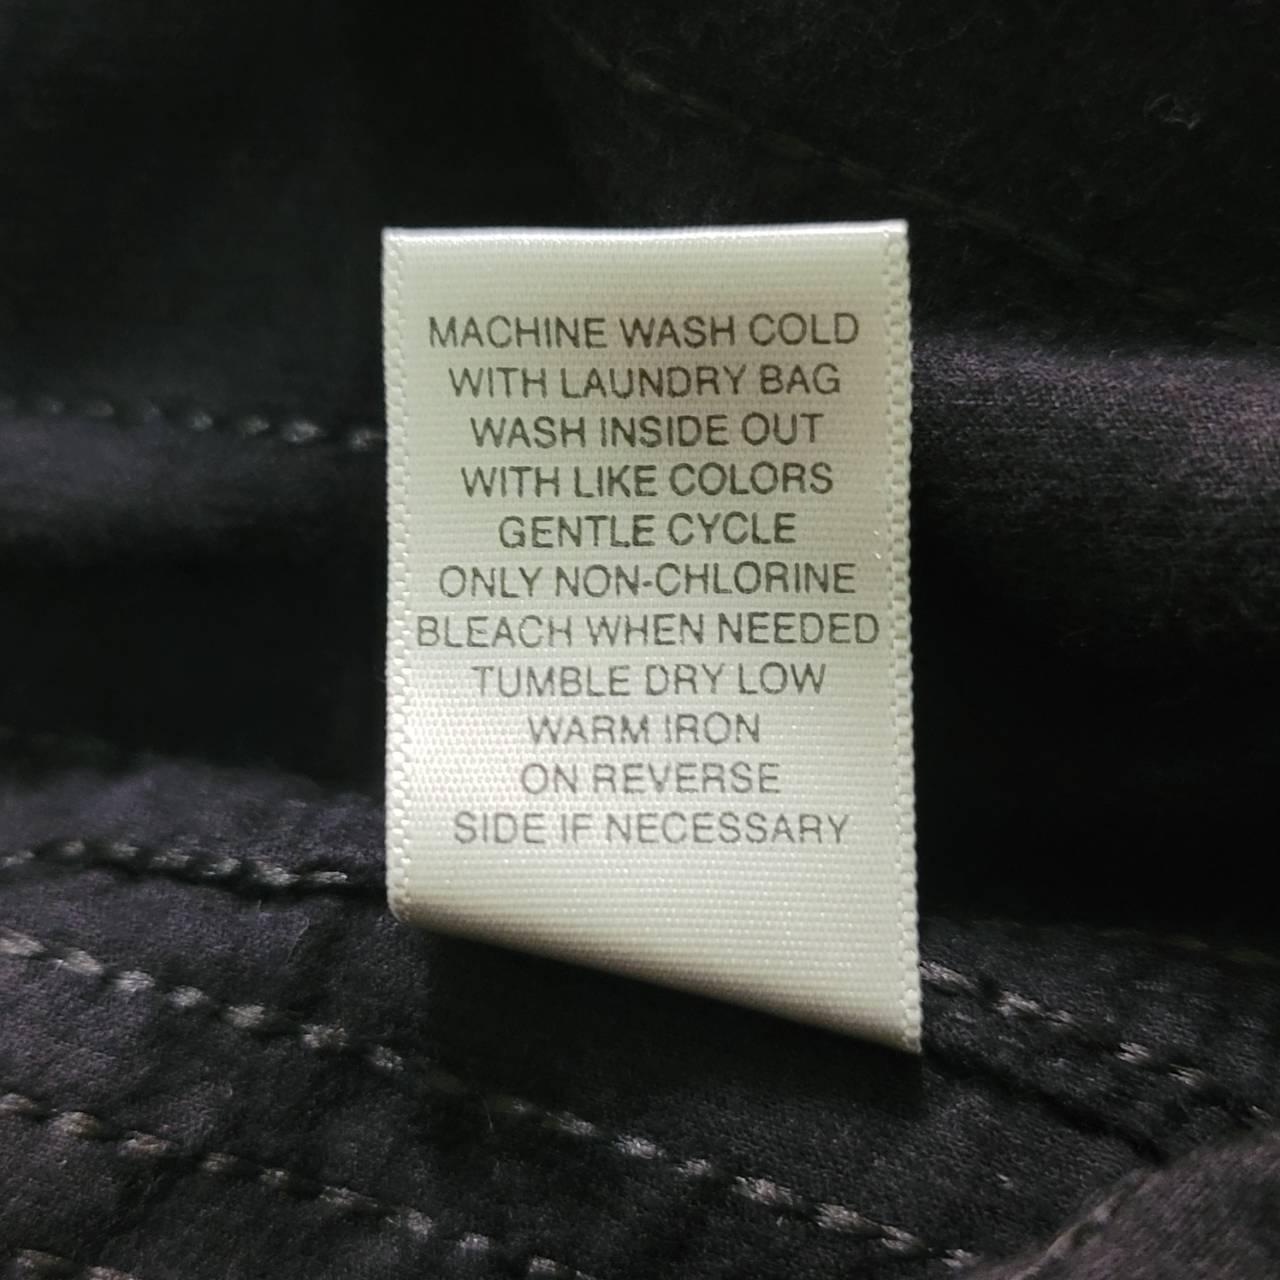 MACHINE WASH COLD
WITH LAUNDRY BAG
WASH INSIDE OUT
WITH LIKE COLORS
GENTLE CYCLE
ONLY NON-CHLORINE
BLEACH WHEN NEEDED
TUMBLE DRY LOW
WARM IRON
ON REVERSE
SIDE IF NECESSARY